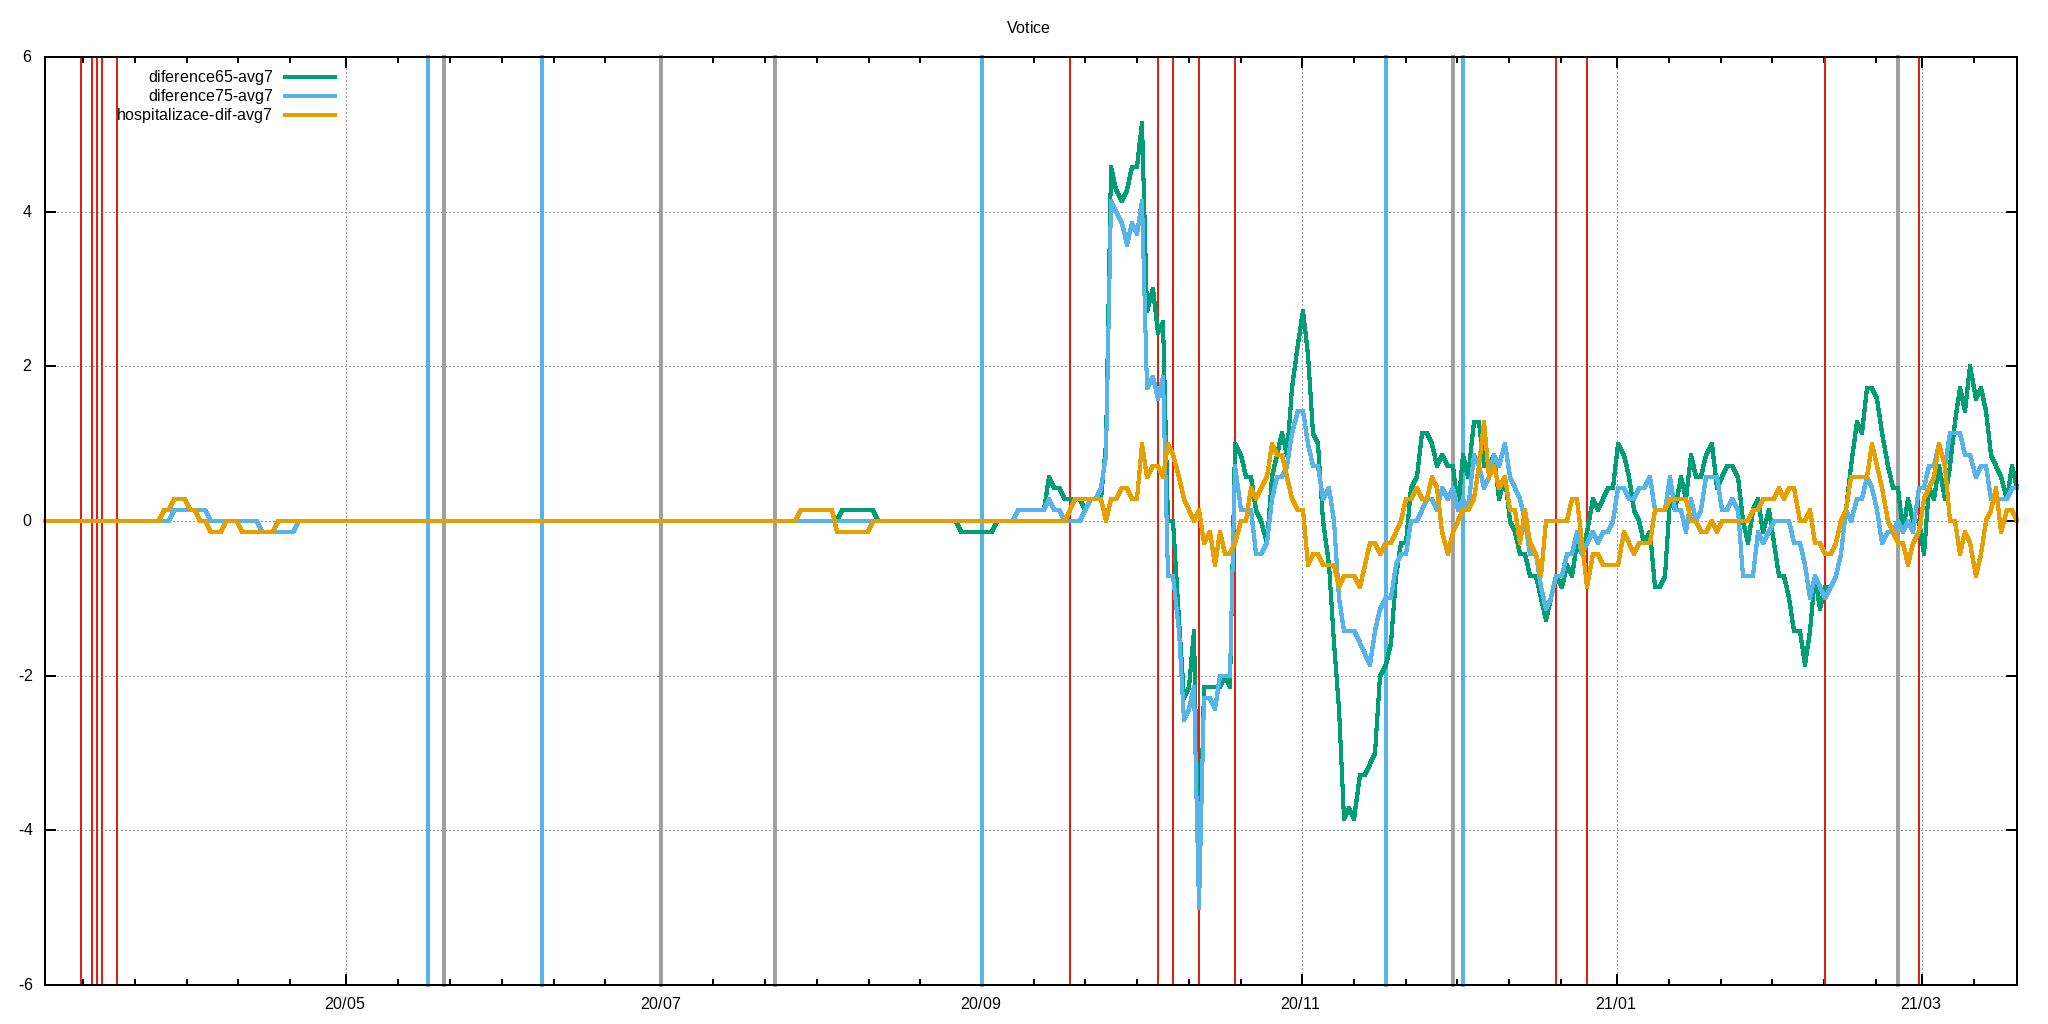 Votice
diference65-avg7
diference75-avg7
hospitalizace-dif-avg7
6
4
2
0
-2
-4
-6
20/05 20/07 20/09 20/11 21/01 21/03